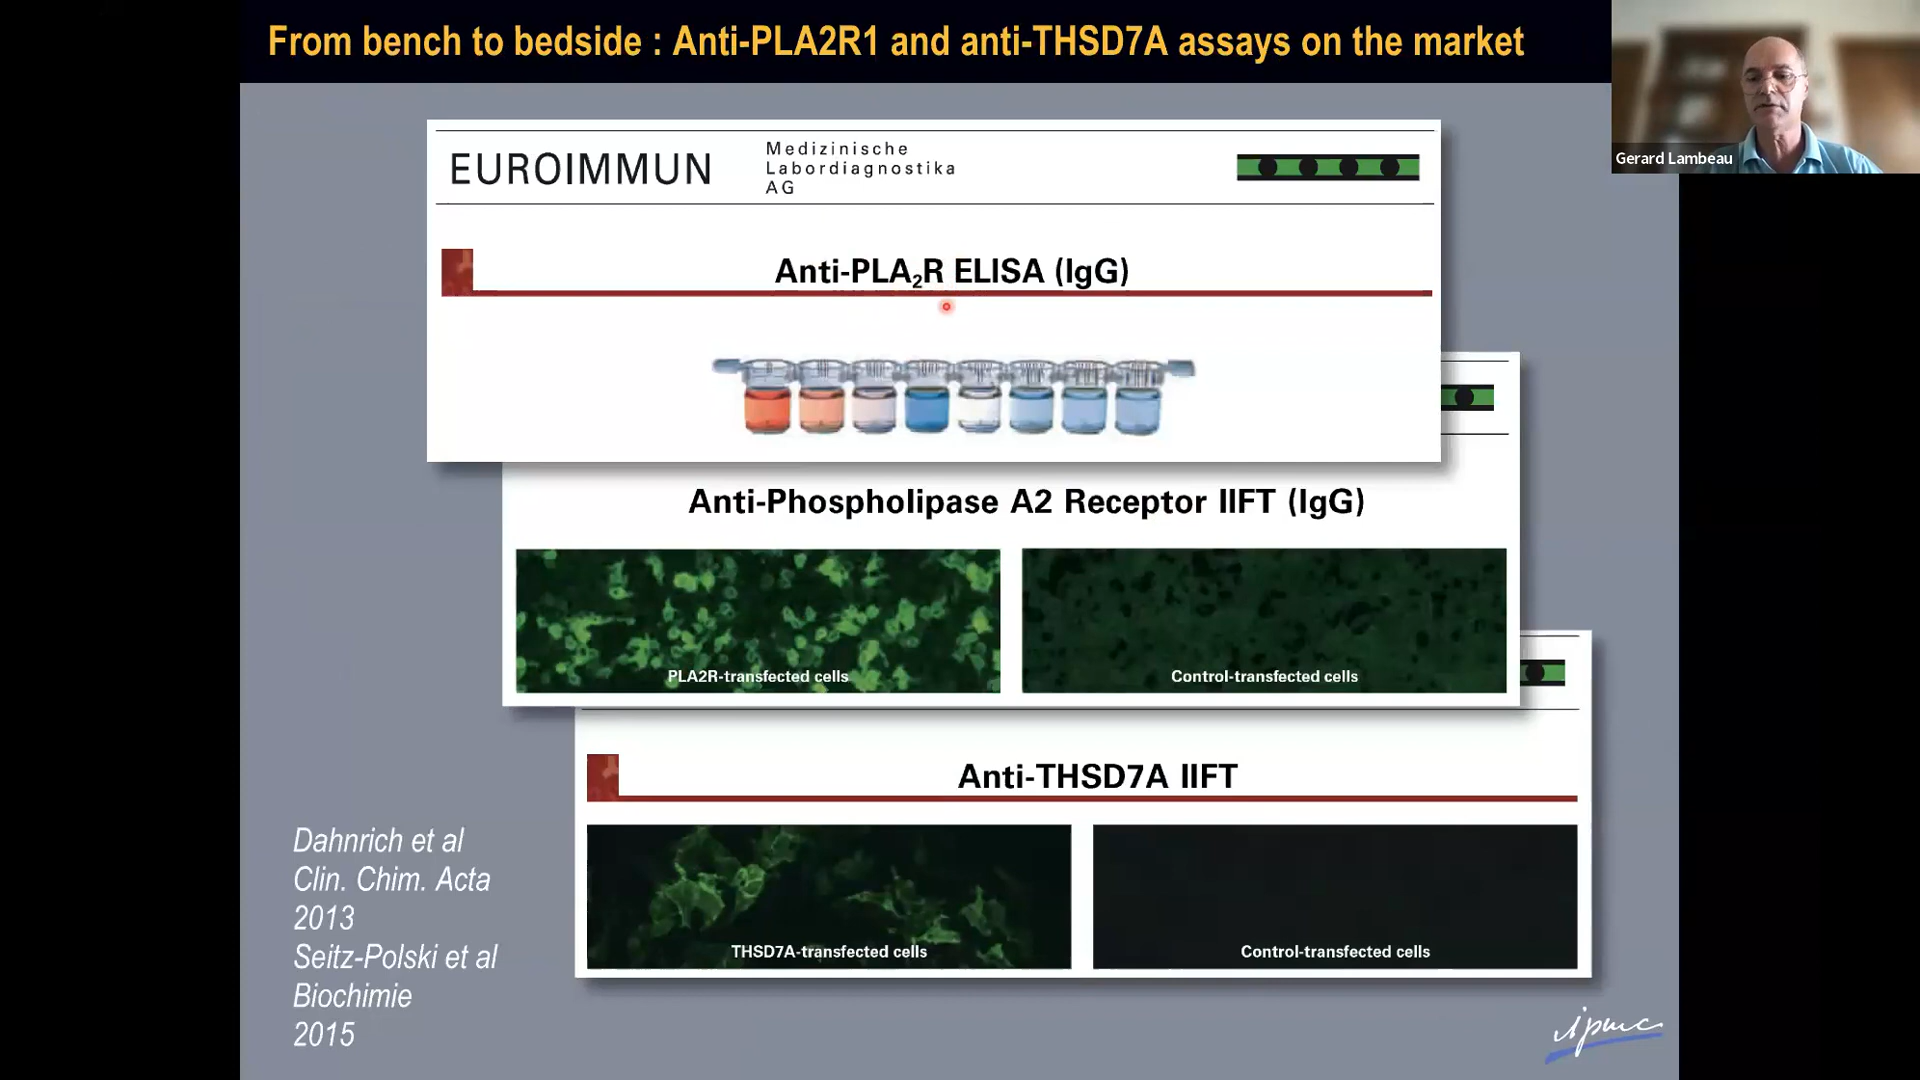 From bench to bedside : Anti-PLA2R1 and anti-THSD7A assays on the market
Gerard Lambeau
EUROIMMUN
Medizinische
Labordiagnostika
AG
Anti-PLA₂R ELISA (IgG)
Anti-Phospholipase A2 Receptor IIFT (IgG)
PLA2R-transfected cells
Control-transfected cells
Anti-THSD7A IIFT
THSD7A-transfected cells
Control-transfected cells
Dahnrich et al
Clin. Chim. Acta
2013
Seitz-Polski et al
Biochimie
2015
ipmc